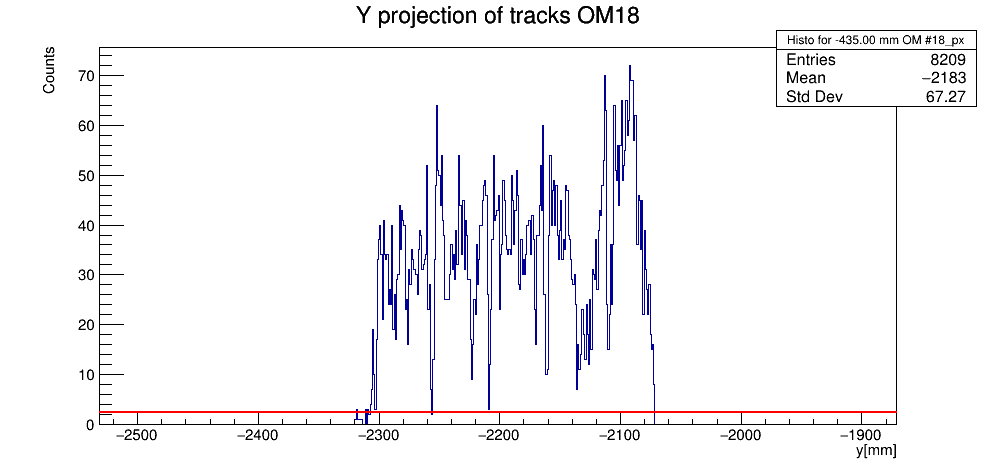 Y projection of tracks OM18
Histo for -435.00 mm OM #18_px
Entries 8209
Mean −2183
Std Dev 67.27
Counts
70
60
50
40
30
20
10
0
−2500 −2400 −2300 −2200 −2100 −2000 −1900
y[mm]